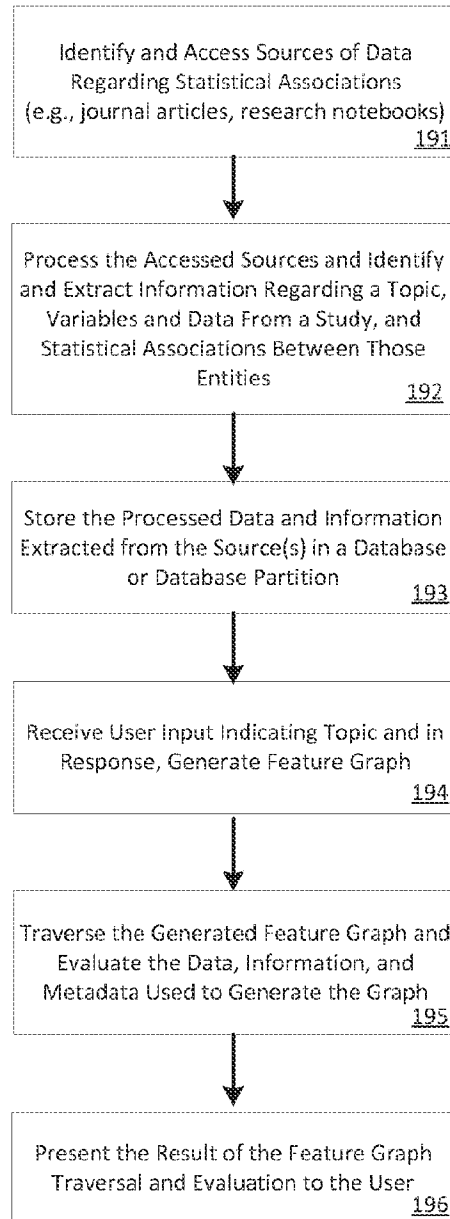 Identify and Access Sources of Data
Regarding Statistical Associations
(e.g., journal articles, research notebooks)
191
Process the Accessed Sources and Identify
and Extract Information Regarding a Topic,
Variables and Data From a Study, and
Statistical Associations Between Those
Entities
192
Store the Processed Data and Information
Extracted from the Source(s) in a Database
or Database Partition
193
Receive User Input Indicating Topic and in
Response, Generate Feature Graph
194
Traverse the Generated Feature Graph and
Evaluate the Data, Information, and
Metadata Used to Generate the Graph
195
Present the Result of the Feature Graph
Traversal and Evaluation to the User
196